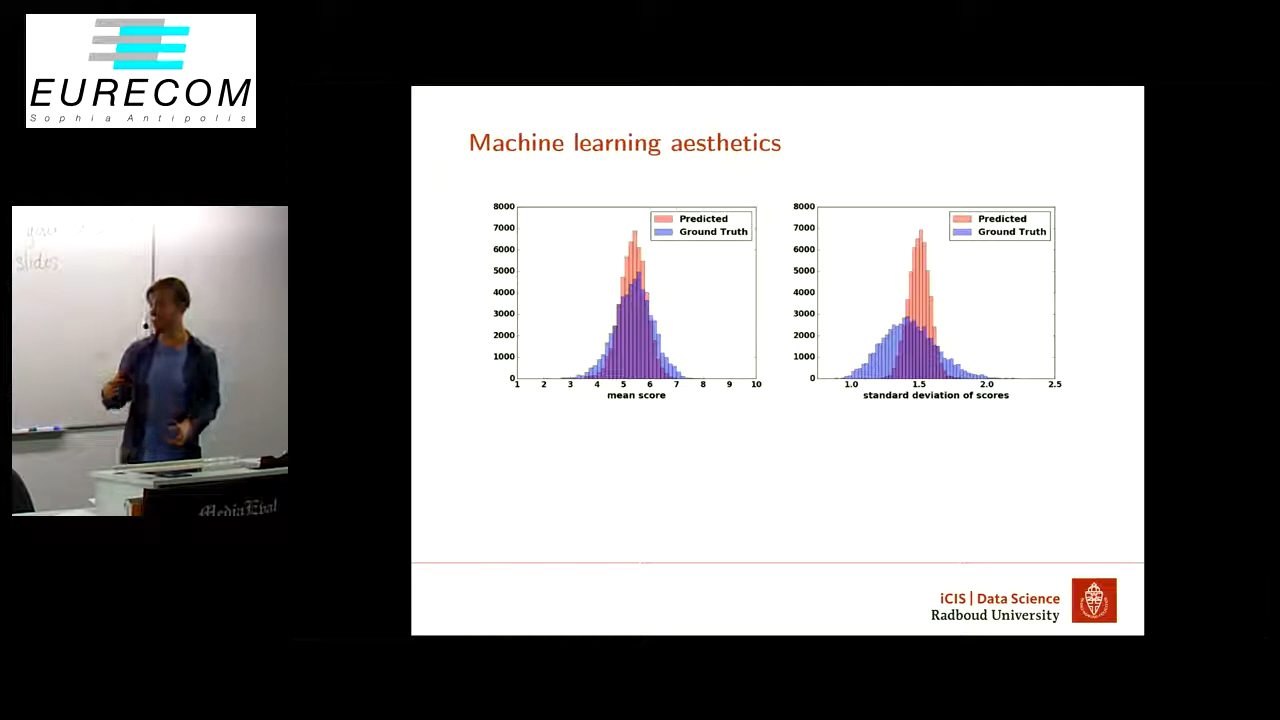 EURECOM
Sophia Antipolis
slides
MediaEval
Machine learning aesthetics
8000
7000
6000
5000
4000
3000
2000
1000
0
1 2 3 4 5 6 7 8 9 10
mean score
Predicted
Ground Truth
8000
7000
6000
5000
4000
3000
2000
1000
0
1.0 1.5 2.0 2.5
standard deviation of scores
Predicted
Ground Truth
iCIS | Data Science
Radboud University